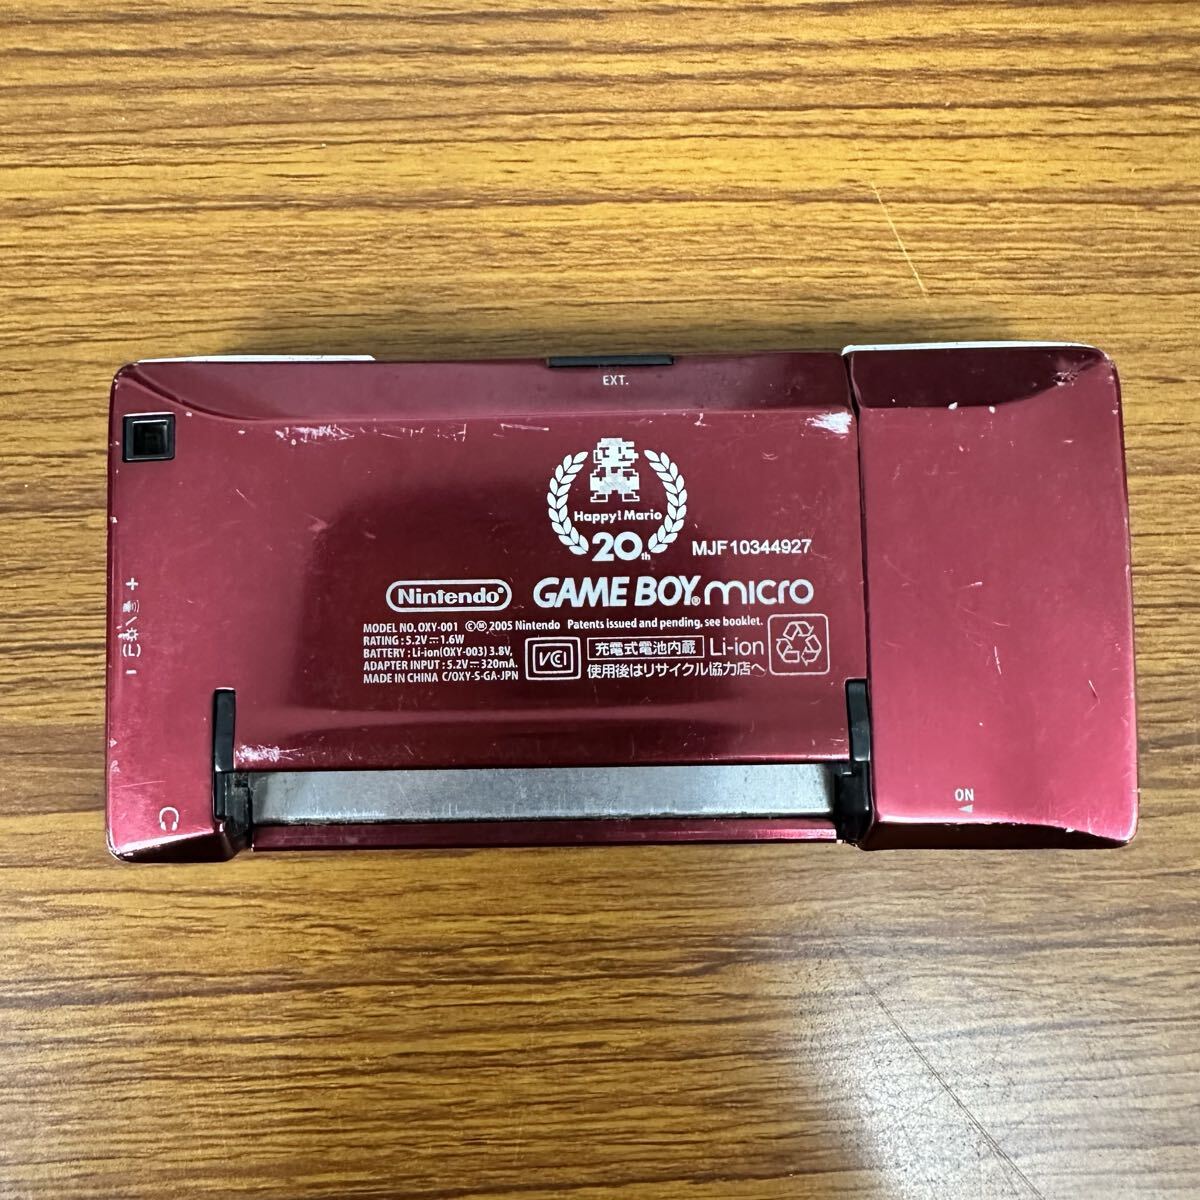 EXT.
Happy! Mario
20th
MJF10344927
Nintendo®
GAME BOY® micro
MODEL NO. OXY-001 ©Ⓜ 2005 Nintendo Patents issued and pending, see booklet.
RATING : 5.2V⎓1.6W
BATTERY : Li-ion(OXY-003) 3.8V,
ADAPTER INPUT : 5.2V⎓320mA.
MADE IN CHINA C/OXY-S-GA-JPN
VCI
充電式電池内蔵 Li-ion
使用後はリサイクル協力店へ
+
(L)
−
ON